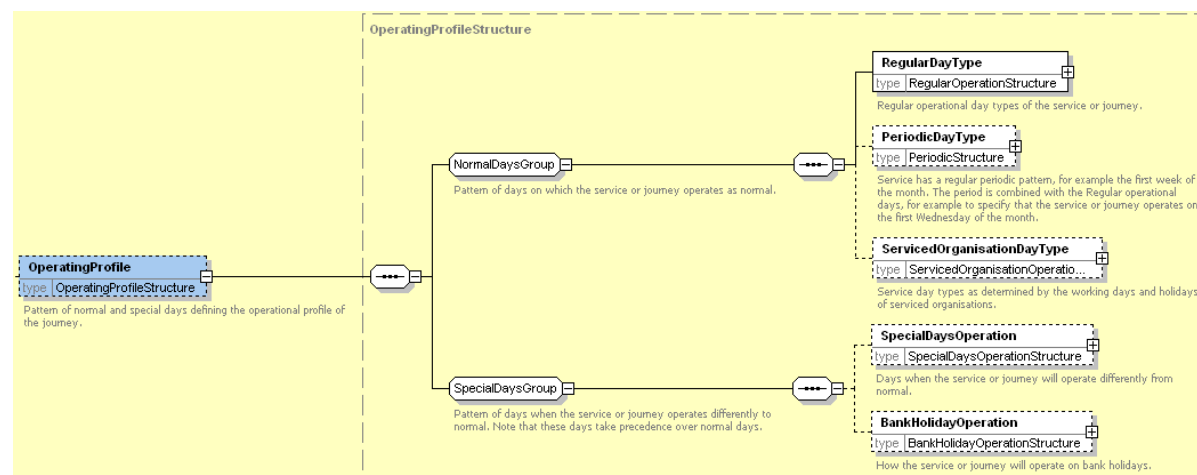 OperatingProfileStructure
RegularDayType
type RegularOperationStructure
Regular operational day types of the service or journey.
PeriodicDayType
type PeriodicStructure
Service has a regular periodic pattern, for example the first week of
the month. The period is combined with the Regular operational
days, for example to specify that the service or journey operates on
the first Wednesday of the month.
NormalDaysGroup
Pattern of days on which the service or journey operates as normal.
ServicedOrganisationDayType
type ServicedOrganisationOperatio...
Service day types as determined by the working days and holidays
of serviced organisations.
OperatingProfile
type OperatingProfileStructure
Pattern of normal and special days defining the operational profile of
the journey.
SpecialDaysOperation
type SpecialDaysOperationStructure
Days when the service or journey will operate differently from
normal.
SpecialDaysGroup
Pattern of days when the service or journey operates differently to
normal. Note that these days take precedence over normal days.
BankHolidayOperation
type BankHolidayOperationStructure
How the service or journey will operate on bank holidays.